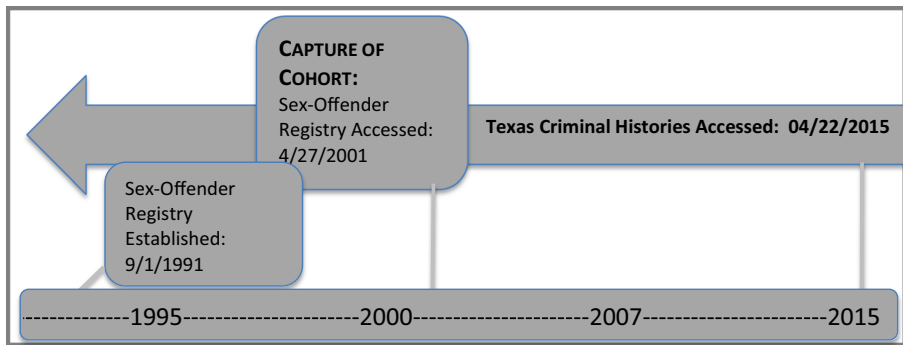 CAPTURE OF
COHORT:
Sex-Offender
Registry Accessed:
4/27/2001
Texas Criminal Histories Accessed: 04/22/2015
Sex-Offender
Registry
Established:
9/1/1991
-------------1995----------------------2000----------------------2007-----------------------2015